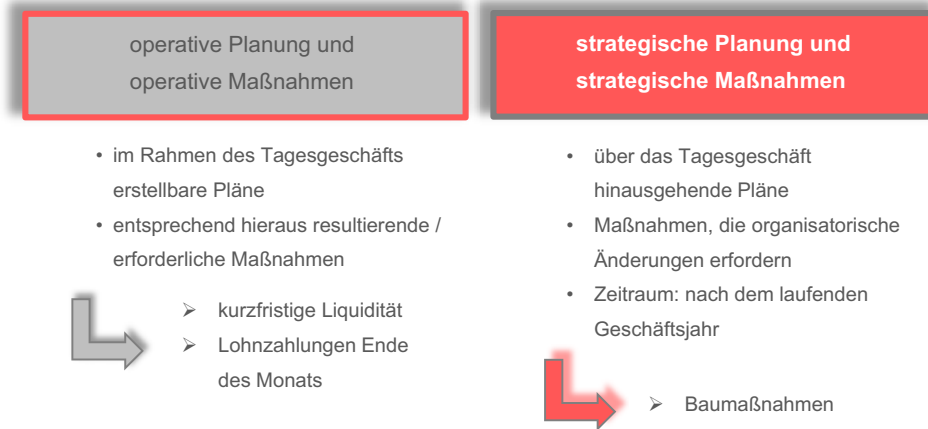 operative Planung und
operative Maßnahmen
• im Rahmen des Tagesgeschäfts
erstellbare Pläne
• entsprechend hieraus resultierende /
erforderliche Maßnahmen
➢ kurzfristige Liquidität
➢ Lohnzahlungen Ende
des Monats
strategische Planung und
strategische Maßnahmen
• über das Tagesgeschäft
hinausgehende Pläne
• Maßnahmen, die organisatorische
Änderungen erfordern
• Zeitraum: nach dem laufenden
Geschäftsjahr
➢ Baumaßnahmen